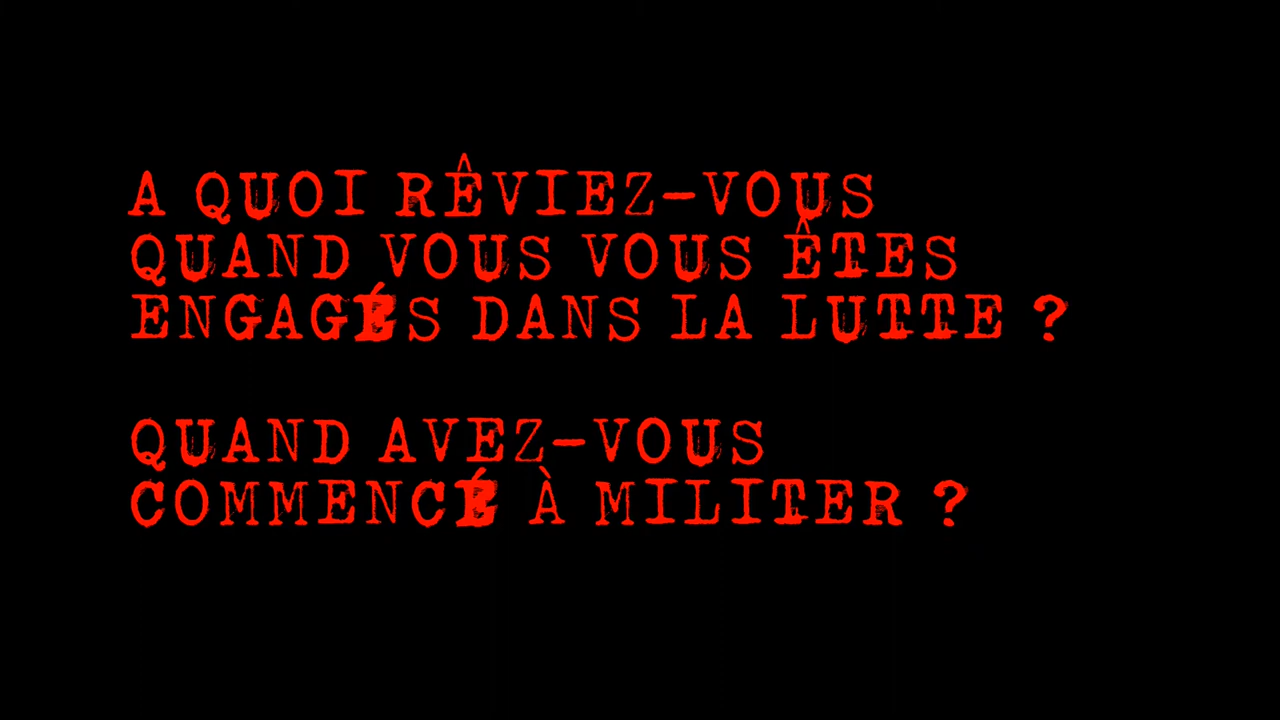 A QUOI RÊVIEZ-VOUS
QUAND VOUS VOUS ÊTES
ENGAGÉS DANS LA LUTTE ?
QUAND AVEZ-VOUS
COMMENCÉ À MILITER ?